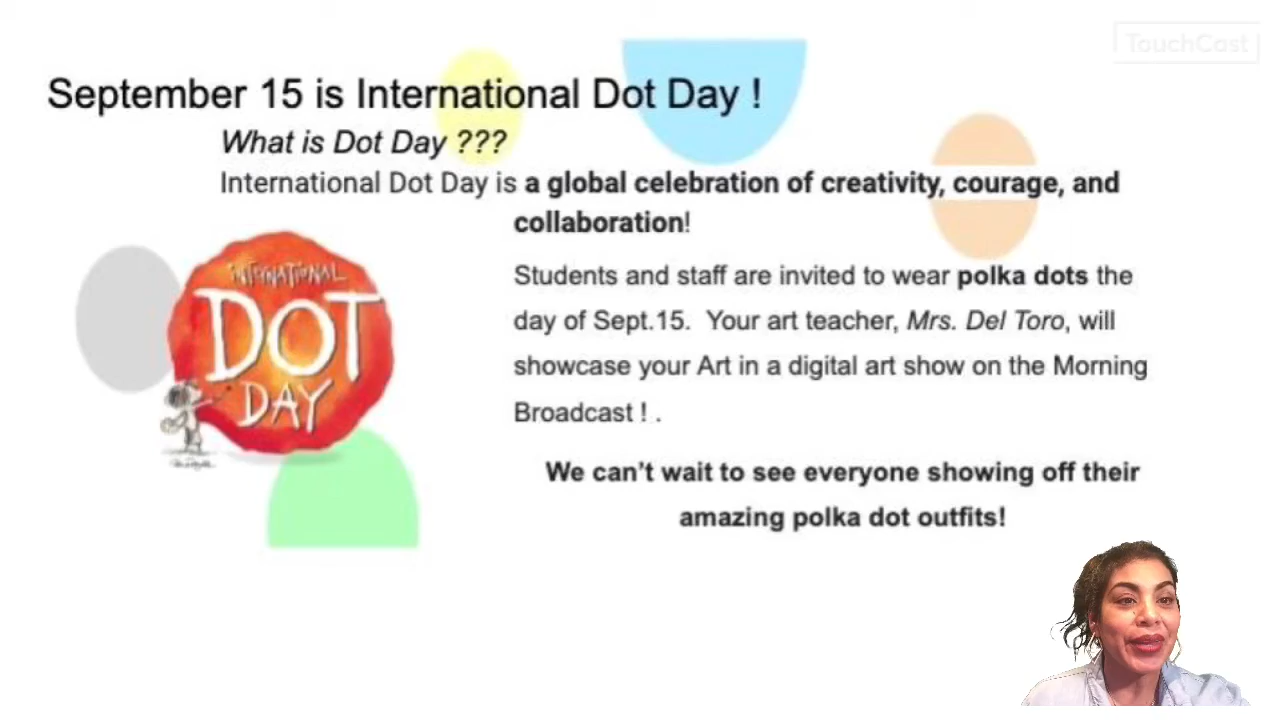 TouchCast
September 15 is International Dot Day !
What is Dot Day ???
International Dot Day is a global celebration of creativity, courage, and
collaboration!
INTERNATIONAL
DOT
DAY
Students and staff are invited to wear polka dots the
day of Sept.15. Your art teacher, Mrs. Del Toro, will
showcase your Art in a digital art show on the Morning
Broadcast ! .
We can't wait to see everyone showing off their
amazing polka dot outfits!